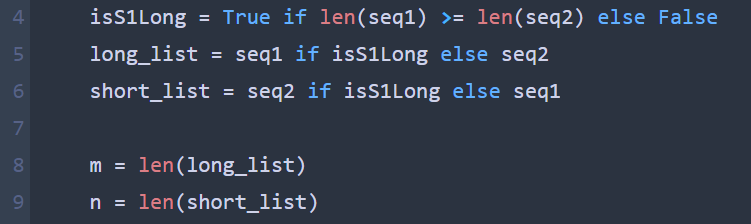 4 isS1Long = True if len(seq1) >= len(seq2) else False
5 long_list = seq1 if isS1Long else seq2
6 short_list = seq2 if isS1Long else seq1
7
8 m = len(long_list)
9 n = len(short_list)